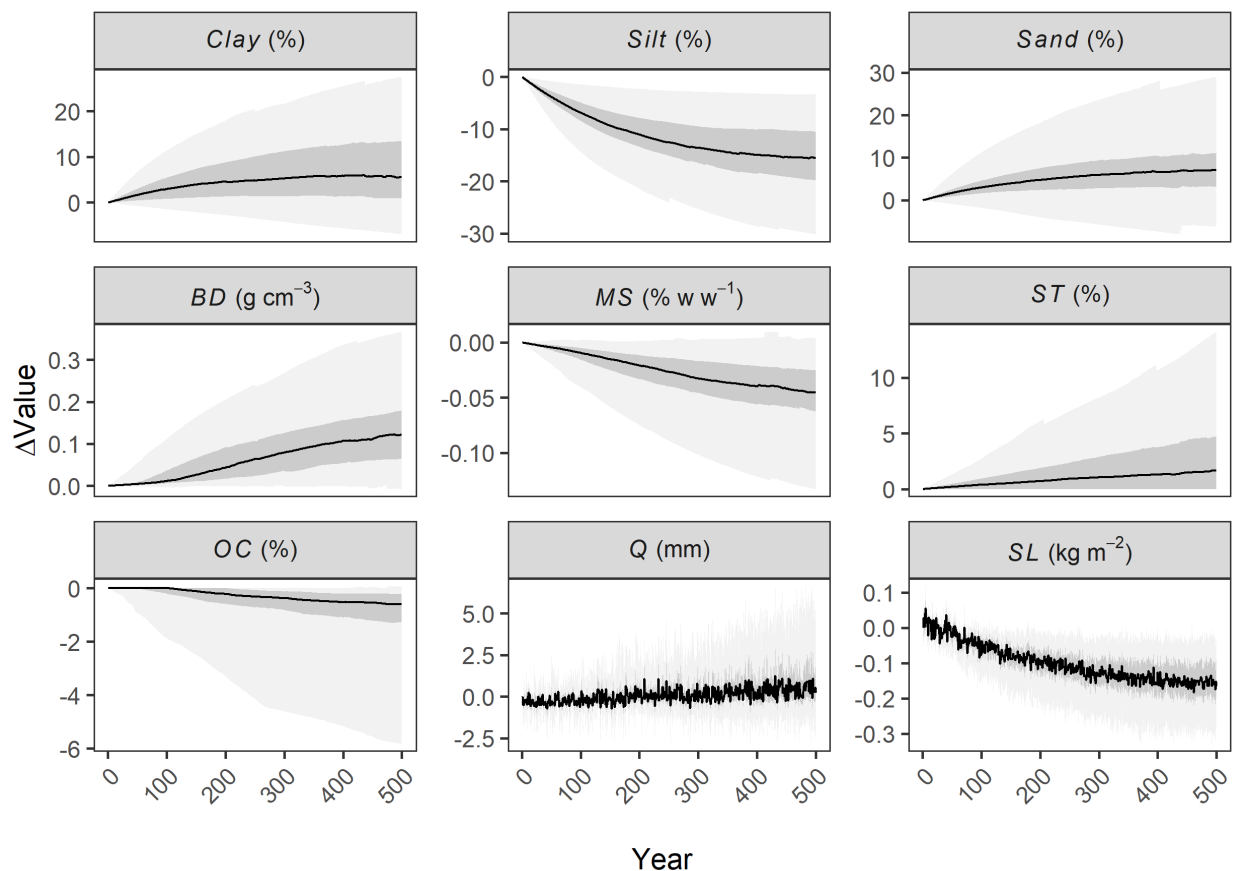 Clay (%)
Silt (%)
Sand (%)
20
10
0
0
-10
-20
-30
30
20
10
0
BD (g cm⁻³)
MS (% w w⁻¹)
ST (%)
ΔValue
0.3
0.2
0.1
0.0
0.00
-0.05
-0.10
10
5
0
OC (%)
Q (mm)
SL (kg m⁻²)
0
-2
-4
-6
5.0
2.5
0.0
-2.5
0.1
0.0
-0.1
-0.2
-0.3
0 100 200 300 400 500
0 100 200 300 400 500
0 100 200 300 400 500
Year